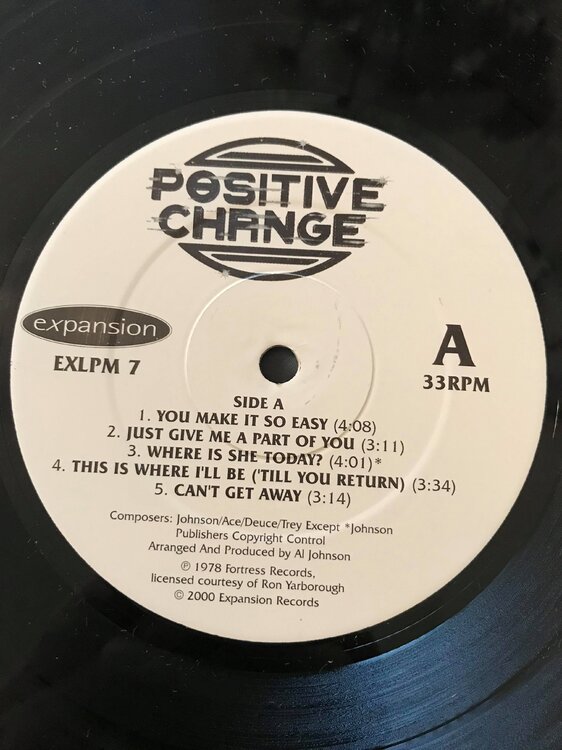 POSITIVE
CHANGE
expansion
EXLPM 7
A
33RPM
SIDE A
1. YOU MAKE IT SO EASY (4:08)
2. JUST GIVE ME A PART OF YOU (3:11)
3. WHERE IS SHE TODAY? (4:01)*
4. THIS IS WHERE I'LL BE ('TILL YOU RETURN) (3:34)
5. CAN'T GET AWAY (3:14)
Composers: Johnson/Ace/Deuce/Trey Except *Johnson
Publishers Copyright Control
Arranged And Produced by Al Johnson
℗ 1978 Fortress Records,
licensed courtesy of Ron Yarborough
© 2000 Expansion Records